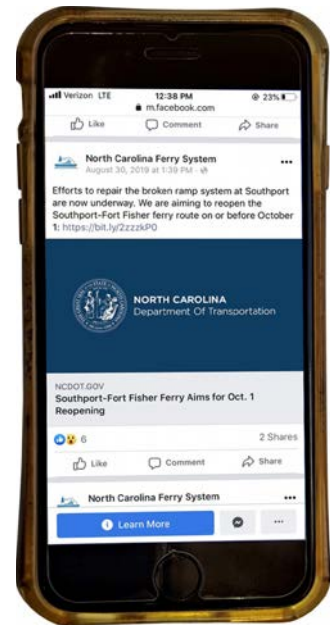 Verizon LTE 12:38 PM 23%
m.facebook.com
Like Comment Share
North Carolina Ferry System
August 30, 2019 at 1:39 PM
Efforts to repair the broken ramp system at Southport
are now underway. We are aiming to reopen the
Southport-Fort Fisher ferry route on or before October
1: https://bit.ly/2zzzkP0
NORTH CAROLINA
Department Of Transportation
NCDOT.GOV
Southport-Fort Fisher Ferry Aims for Oct. 1
Reopening
6 2 Shares
Like Comment Share
North Carolina Ferry System
Learn More